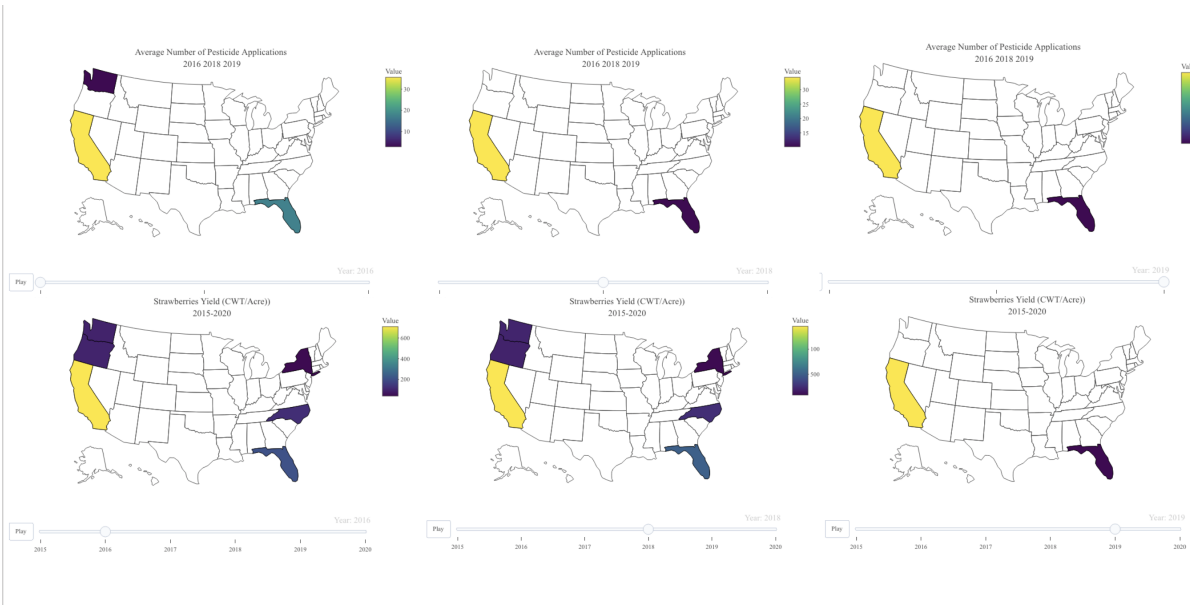 Average Number of Pesticide Applications
2016 2018 2019
Value
30
20
10
Year: 2016
Play
Average Number of Pesticide Applications
2016 2018 2019
Value
30
25
20
15
Year: 2018
Average Number of Pesticide Applications
2016 2018 2019
Year: 2019
Strawberries Yield (CWT/Acre))
2015-2020
Value
600
400
200
Year: 2016
Play
2015 2016 2017 2018 2019 2020
Strawberries Yield (CWT/Acre))
2015-2020
Value
100
500
Year: 2018
Play
2015 2016 2017 2018 2019 2020
Strawberries Yield (CWT/Acre))
2015-2020
Year: 2019
Play
2015 2016 2017 2018 2019 2020